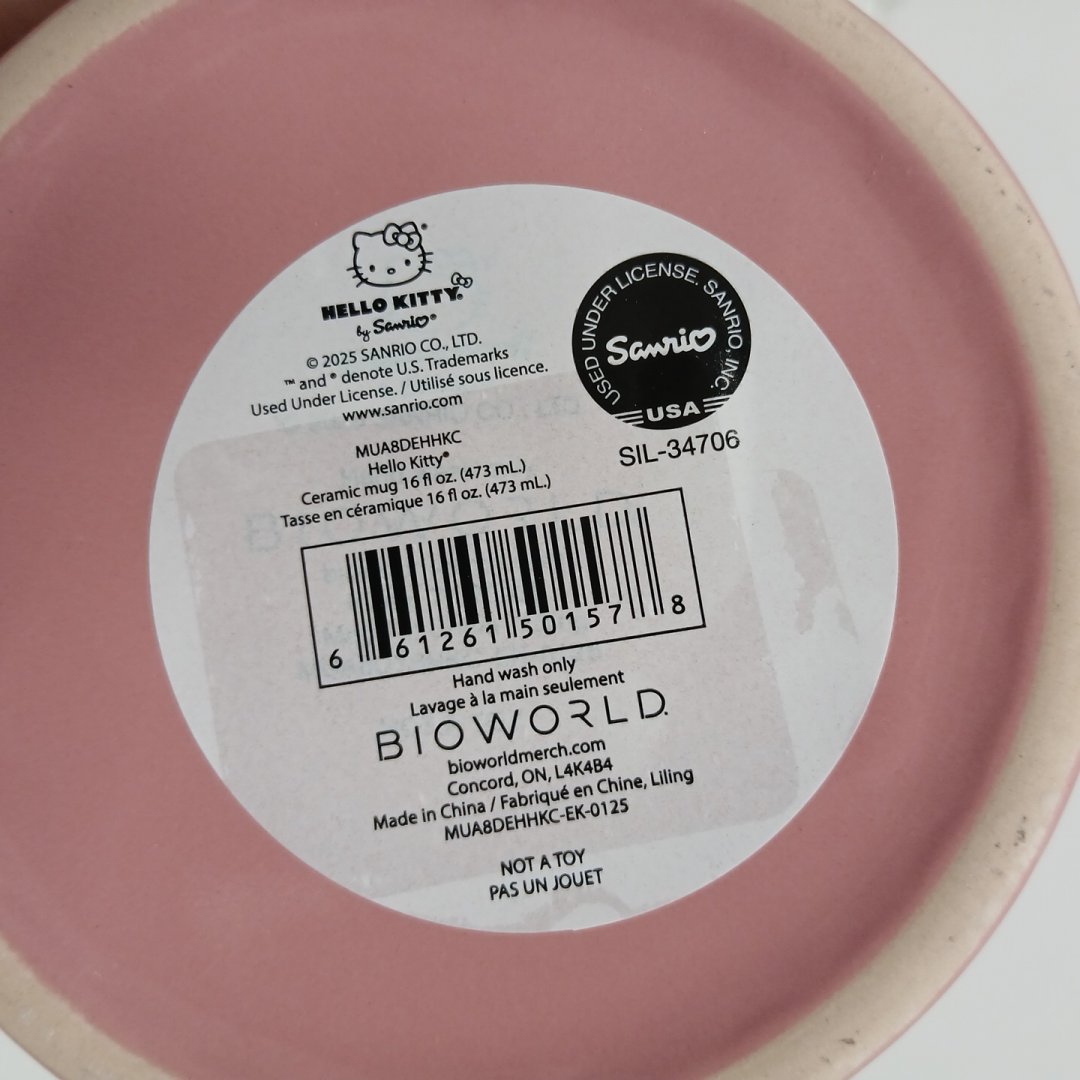 HELLO KITTY®
by Sanrio®
© 2025 SANRIO CO., LTD.
™ and ® denote U.S. Trademarks
Used Under License. / Utilisé sous licence.
www.sanrio.com
USED UNDER LICENSE. SANRIO, INC.
Sanrio
USA
SIL-34706
MUA8DEHHKC
Hello Kitty®
Ceramic mug 16 fl oz. (473 mL.)
Tasse en céramique 16 fl oz. (473 mL.)
6 61261 50157 8
Hand wash only
Lavage à la main seulement
BIOWORLD
bioworldmerch.com
Concord, ON, L4K4B4
Made in China / Fabriqué en Chine, Liling
MUA8DEHHKC-EK-0125
NOT A TOY
PAS UN JOUET